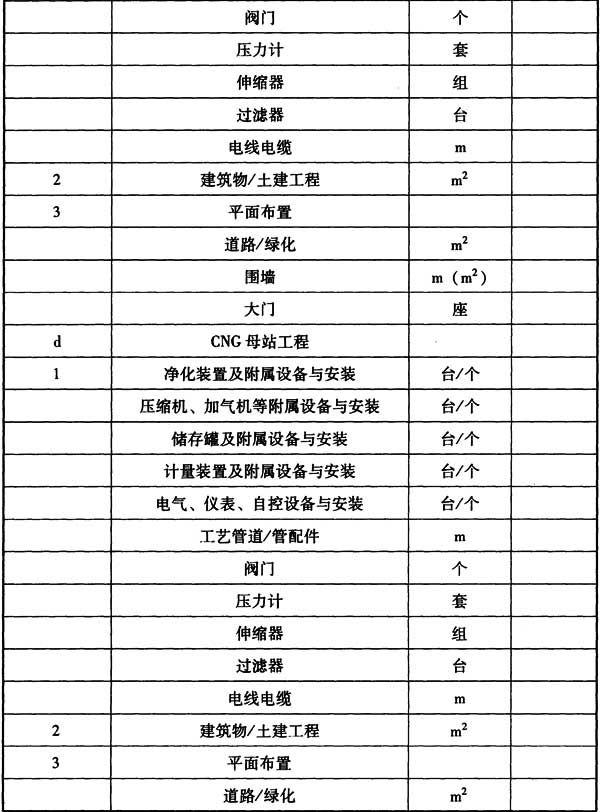 阀门 个
压力计 套
伸缩器 组
过滤器 台
电线电缆 m
2 建筑物/土建工程 m²
3 平面布置
道路/绿化 m²
围墙 m (m²)
大门 座
d CNG 母站工程
1 净化装置及附属设备与安装 台/个
压缩机、加气机等附属设备与安装 台/个
储存罐及附属设备与安装 台/个
计量装置及附属设备与安装 台/个
电气、仪表、自控设备与安装 台/个
工艺管道/管配件 m
阀门 个
压力计 套
伸缩器 组
过滤器 台
电线电缆 m
2 建筑物/土建工程 m²
3 平面布置
道路/绿化 m²